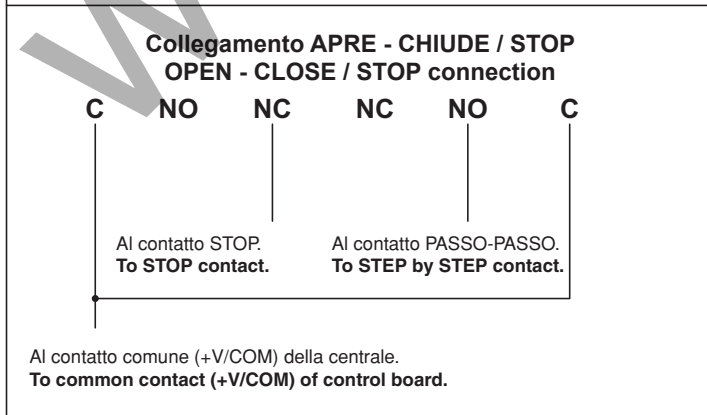 Collegamento APRE - CHIUDE / STOP
OPEN - CLOSE / STOP connection
C NO NC NC NO C
Al contatto STOP. Al contatto PASSO-PASSO.
To STOP contact. To STEP by STEP contact.
Al contatto comune (+V/COM) della centrale.
To common contact (+V/COM) of control board.